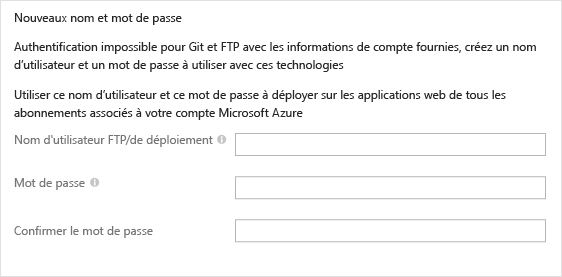 Nouveaux nom et mot de passe
Authentification impossible pour Git et FTP avec les informations de compte fournies, créez un nom
d’utilisateur et un mot de passe à utiliser avec ces technologies
Utiliser ce nom d’utilisateur et ce mot de passe à déployer sur les applications web de tous les
abonnements associés à votre compte Microsoft Azure
Nom d'utilisateur FTP/de déploiement
Mot de passe
Confirmer le mot de passe